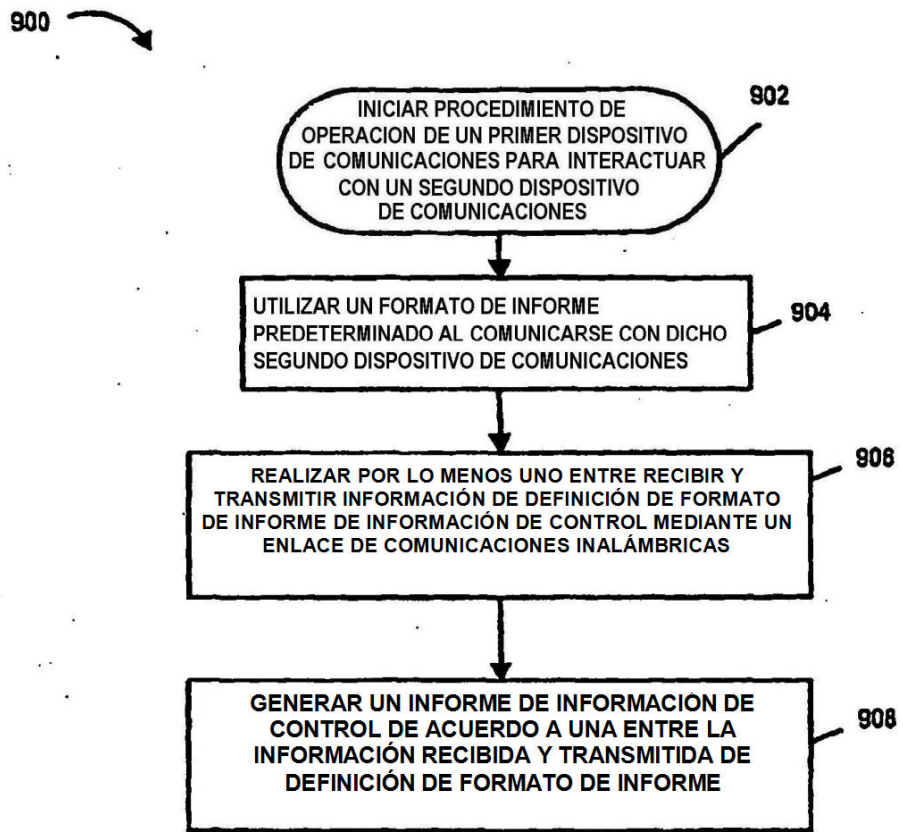 900
INICIAR PROCEDIMIENTO DE
OPERACION DE UN PRIMER DISPOSITIVO
DE COMUNICACIONES PARA INTERACTUAR
CON UN SEGUNDO DISPOSITIVO
DE COMUNICACIONES
902
UTILIZAR UN FORMATO DE INFORME
PREDETERMINADO AL COMUNICARSE CON DICHO
SEGUNDO DISPOSITIVO DE COMUNICACIONES
904
REALIZAR POR LO MENOS UNO ENTRE RECIBIR Y
TRANSMITIR INFORMACIÓN DE DEFINICIÓN DE FORMATO
DE INFORME DE INFORMACIÓN DE CONTROL MEDIANTE UN
ENLACE DE COMUNICACIONES INALÁMBRICAS
906
GENERAR UN INFORME DE INFORMACIÓN DE
CONTROL DE ACUERDO A UNA ENTRE LA
INFORMACIÓN RECIBIDA Y TRANSMITIDA DE
DEFINICIÓN DE FORMATO DE INFORME
908